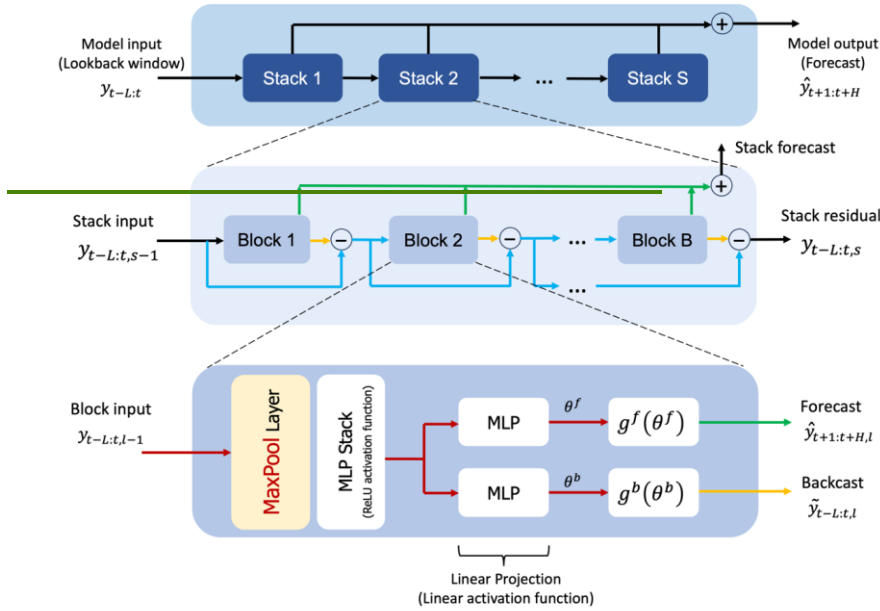 Model input
(Lookback window)
y_{t−L:t}
Stack 1
Stack 2
...
Stack S
+
Model output
(Forecast)
ŷ_{t+1:t+H}
Stack forecast
+
Stack input
y_{t−L:t,s−1}
Block 1
−
Block 2
−
...
...
Block B
−
Stack residual
y_{t−L:t,s}
Block input
y_{t−L:t,l−1}
MaxPool Layer
MLP Stack
(ReLU activation function)
MLP
θ^f
g^f(θ^f)
Forecast
ŷ_{t+1:t+H,l}
MLP
θ^b
g^b(θ^b)
Backcast
ỹ_{t−L:t,l}
Linear Projection
(Linear activation function)